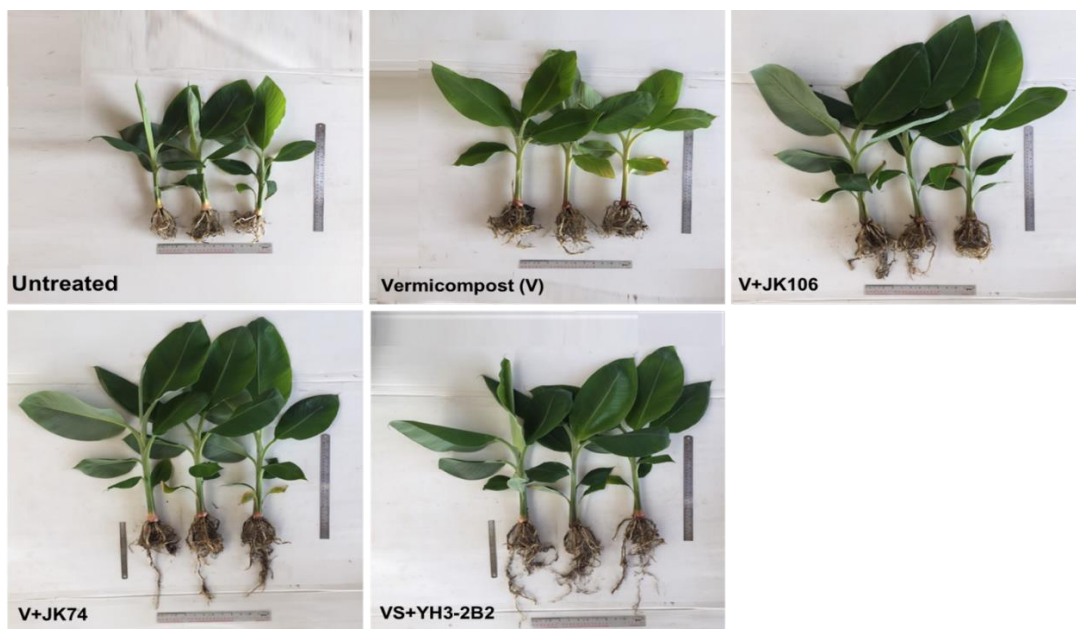 Untreated
Vermicompost (V)
V+JK106
V+JK74
VS+YH3-2B2